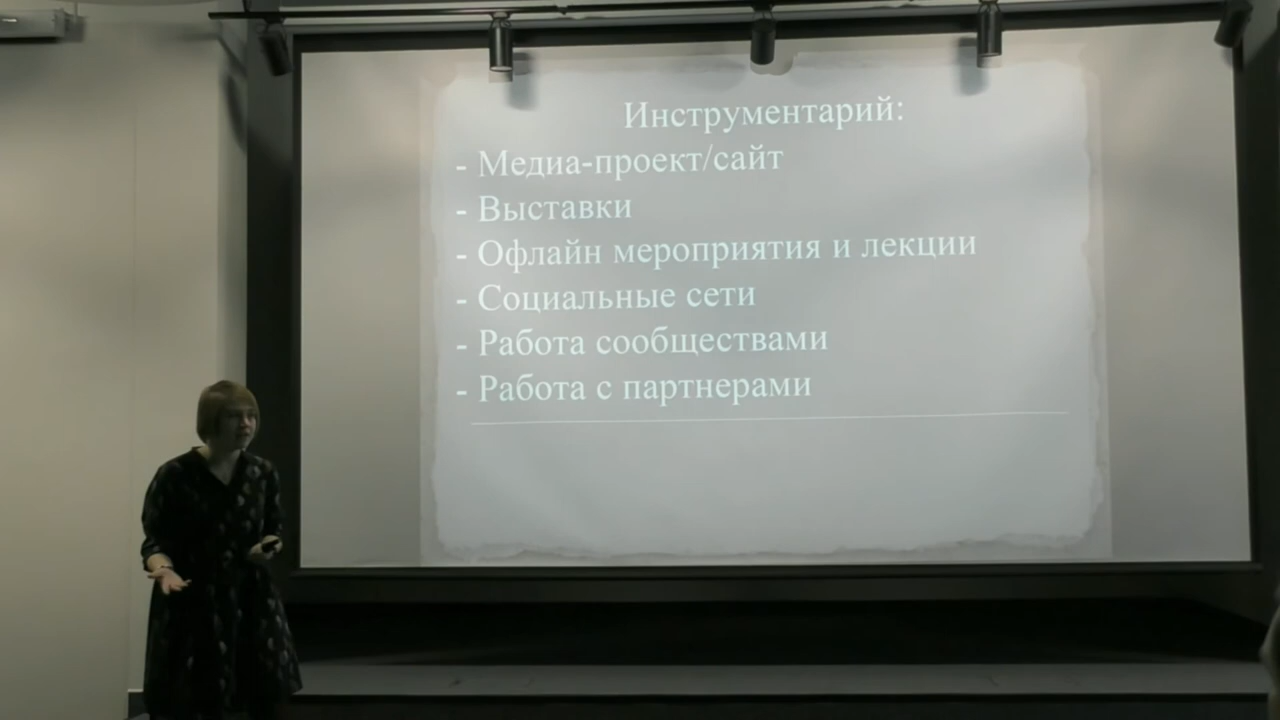 Инструментарий:
- Медиа-проект/сайт
- Выставки
- Офлайн мероприятия и лекции
- Социальные сети
- Работа сообществами
- Работа с партнерами